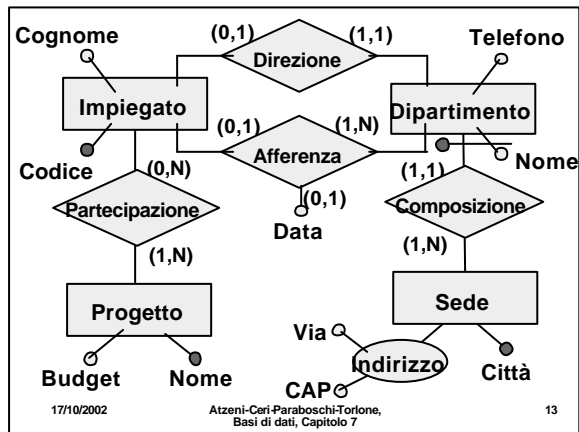 Cognome
(0,1)
(1,1)
Telefono
Direzione
Impiegato
Dipartimento
(0,1)
(1,N)
Afferenza
Codice
(0,N)
(1,1)
Nome
(0,1)
Partecipazione
Composizione
Data
(1,N)
(1,N)
Progetto
Sede
Via
Indirizzo
Budget
Nome
CAP
Città
17/10/2002
Atzeni-Ceri-Paraboschi-Torlone,
Basi di dati, Capitolo 7
13